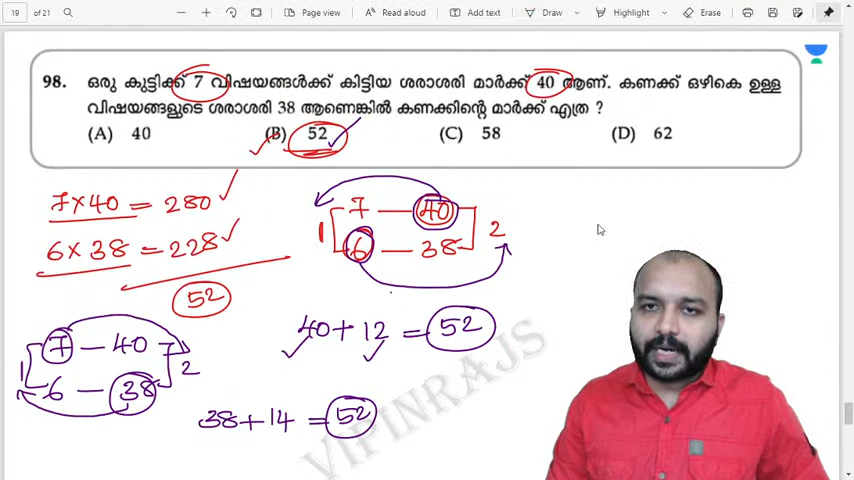 19 of 21
Page view
Read aloud
Add text
Draw
Highlight
Erase
98. ഒരു കുട്ടിക്ക് 7 വിഷയങ്ങൾക്ക് കിട്ടിയ ശരാശരി മാർക്ക് 40 ആണ്. കണക്ക് ഒഴികെ ഉള്ള
വിഷയങ്ങളുടെ ശരാശരി 38 ആണെങ്കിൽ കണക്കിന്റെ മാർക്ക് എത്ര ?
(A) 40 (B) 52 (C) 58 (D) 62
7×40 = 280
6×38 = 228
52
7 — 40
1 2
6 — 38
40+12 = 52
7 — 40
1 2
6 — 38
38+14 = 52
VIPINRAJS